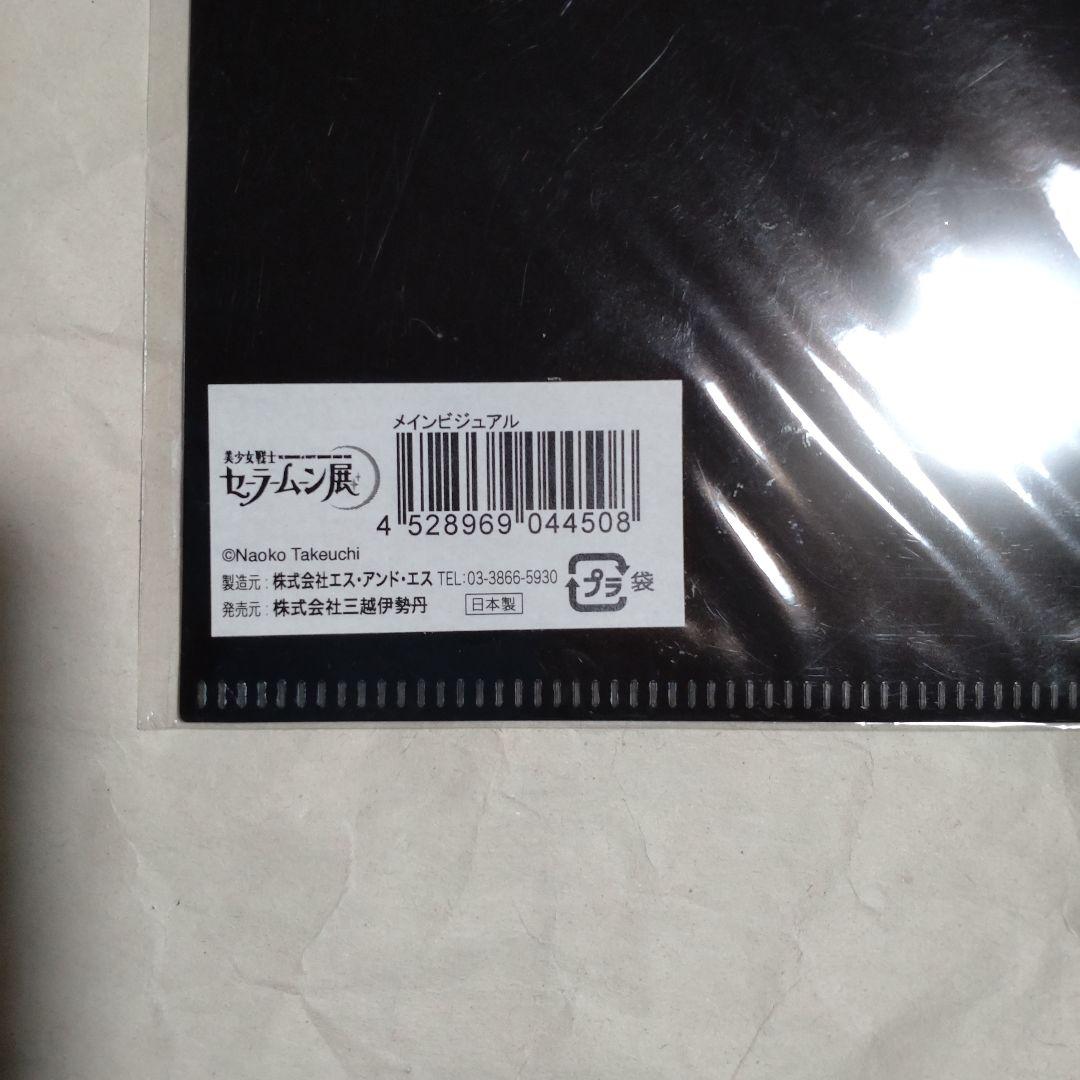 メインビジュアル
美少女戦士
セーラームーン展
4 528969 044508
©Naoko Takeuchi
製造元：株式会社エス・アンド・エス TEL:03-3866-5930
発売元：株式会社三越伊勢丹 日本製
プラ 袋